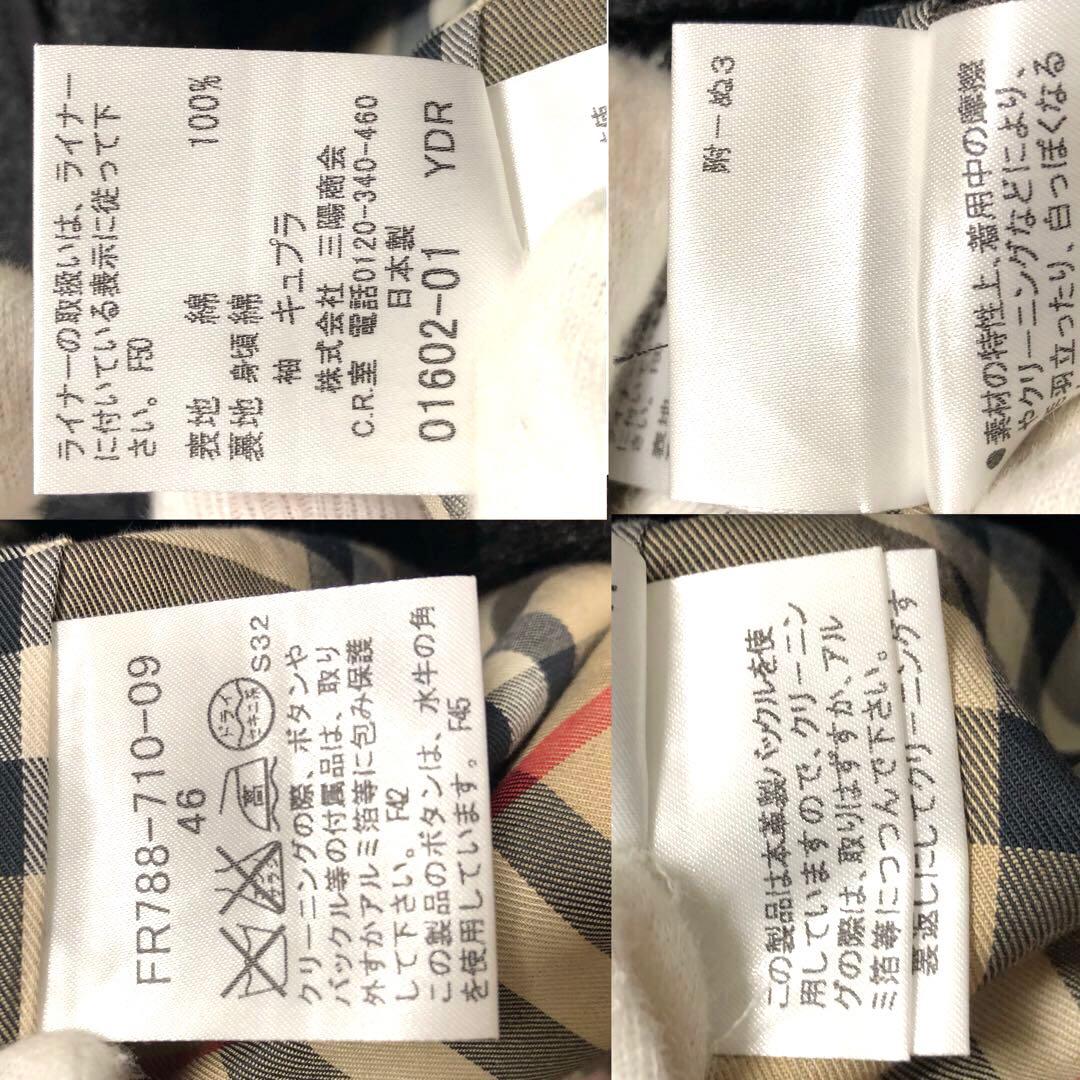 ライナーの取扱いは、ライナー
に付いている表示に従って下
さい。 F50
表地 綿 100%
裏地 身頃 綿
袖 キュプラ
株式会社 三陽商会
C.R.室 電話0120-340-460
日本製
01602-01 YDR
附ーぬ3
●素材の特性上、着用中の摩擦
やクリーニングなどにより、
毛羽立ったり、白っぽくなる
FR788-710-09
46
高
ドライ
セキユ系
S32
クリーニングの際、ボタンや
バックル等の付属品は、取り
外すかアルミ箔等に包み保護
して下さい。 F42
この製品のボタンは、水牛の角
を使用しています。 F45
この製品は本革製バックルを使
用していますので、クリーニン
グの際は、取りはずすか、アル
ミ箔等につつんで下さい。
裏返しにしてクリーニングす